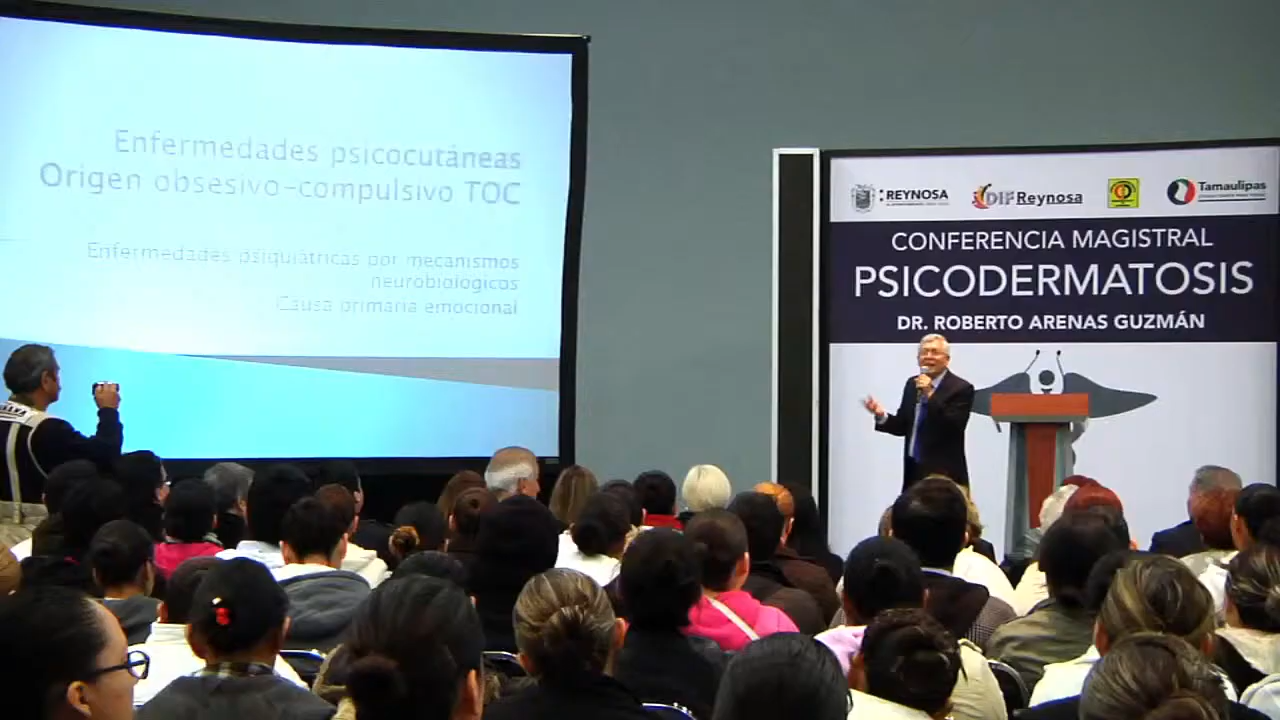 Enfermedades psicocutáneas
Origen obsesivo-compulsivo TOC
Enfermedades psiquiátricas por mecanismos
neurobiologicos
Causa primaria emocional
REYNOSA
DIF Reynosa
Tamaulipas
CONFERENCIA MAGISTRAL
PSICODERMATOSIS
DR. ROBERTO ARENAS GUZMÁN